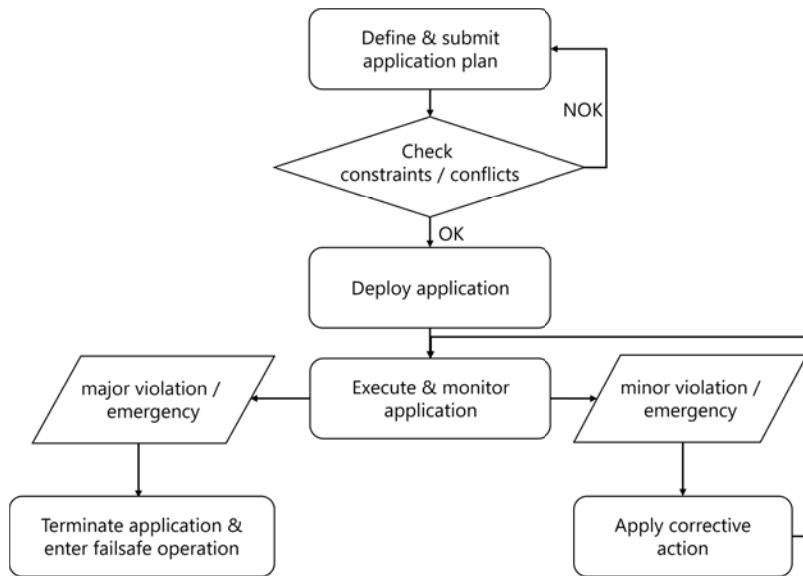 Define & submit
application plan
NOK
Check
constraints / conflicts
OK
Deploy application
major violation /
emergency
Execute & monitor
application
minor violation /
emergency
Terminate application &
enter failsafe operation
Apply corrective
action